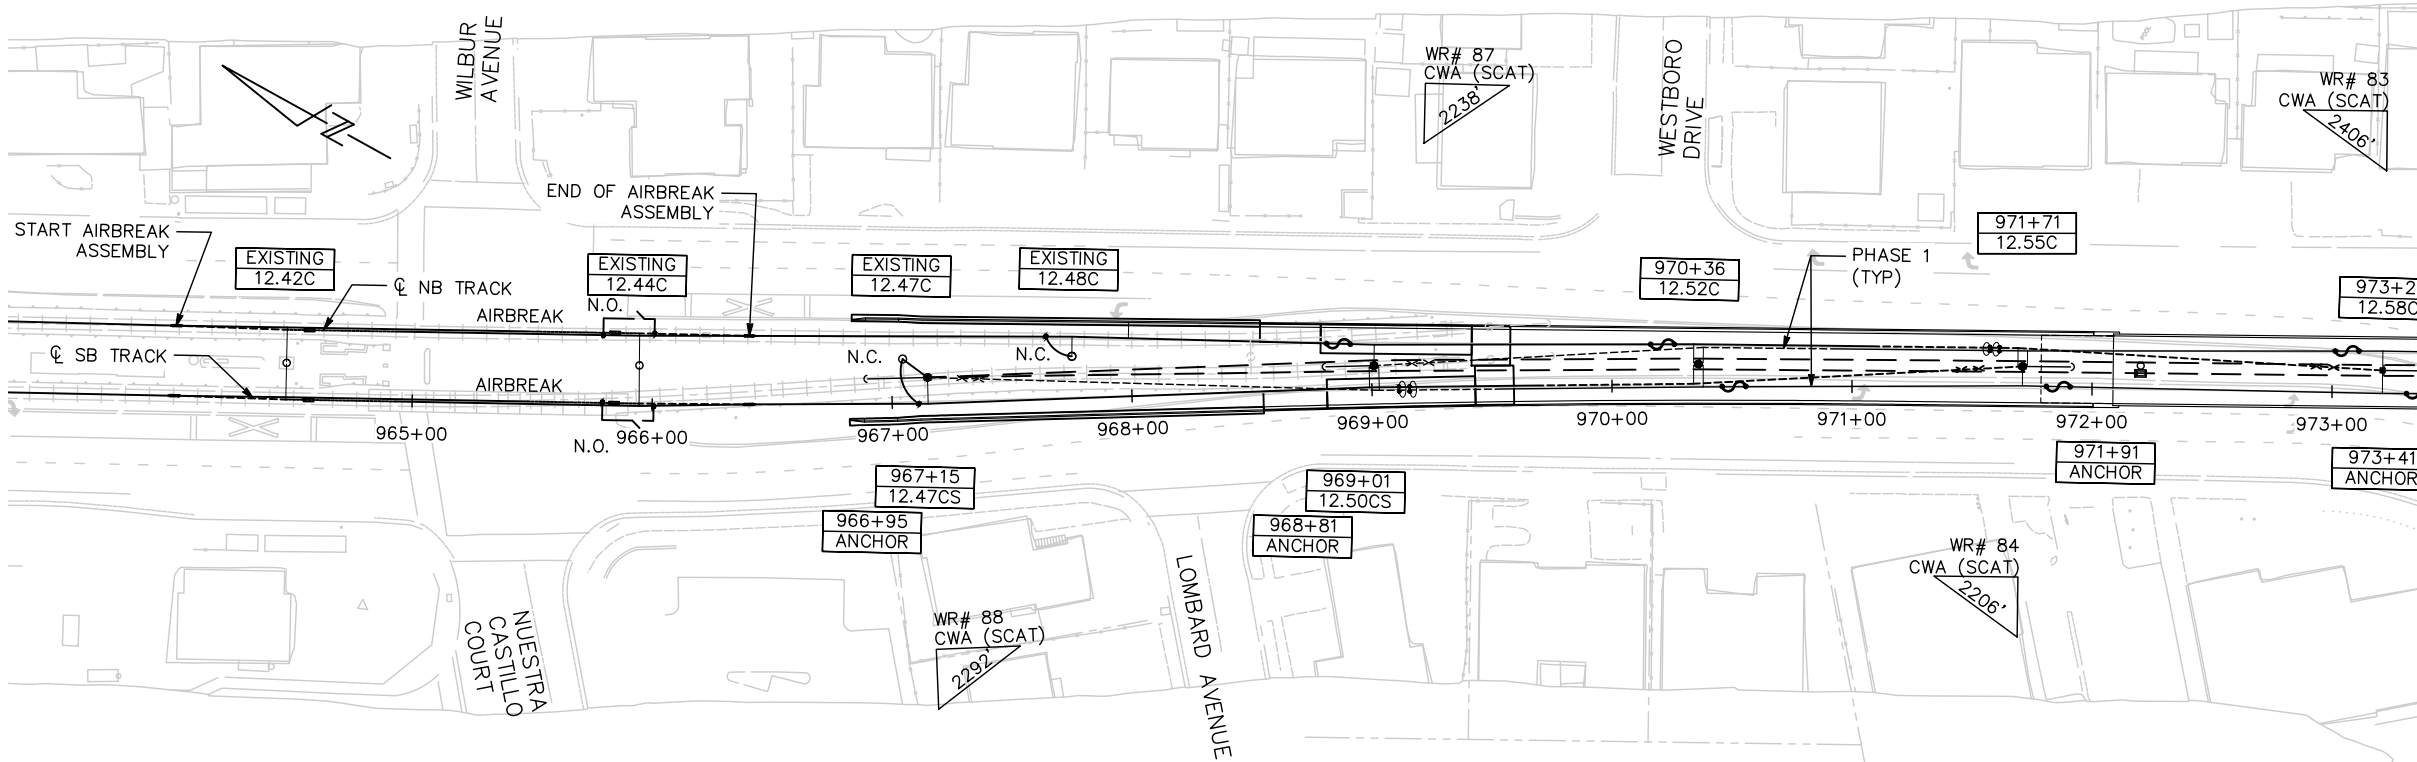 WILBUR
AVENUE
WR# 87
CWA (SCAT)
2238'
WESTBORO
DRIVE
WR# 83
CWA (SCAT)
2406'
END OF AIRBREAK
ASSEMBLY
START AIRBREAK
ASSEMBLY
EXISTING
12.42C
EXISTING
12.44C
EXISTING
12.47C
EXISTING
12.48C
970+36
12.52C
971+71
12.55C
PHASE 1
(TYP)
973+2
12.58C
℄ NB TRACK
AIRBREAK
N.O.
℄ SB TRACK
AIRBREAK
N.C.
N.C.
N.O.
965+00
966+00
967+00
968+00
969+00
970+00
971+00
972+00
973+00
967+15
12.47CS
966+95
ANCHOR
969+01
12.50CS
968+81
ANCHOR
971+91
ANCHOR
973+41
ANCHOR
WR# 84
CWA (SCAT)
2206'
WR# 88
CWA (SCAT)
2292'
NUESTRA
CASTILLO
COURT
LOMBARD AVENUE